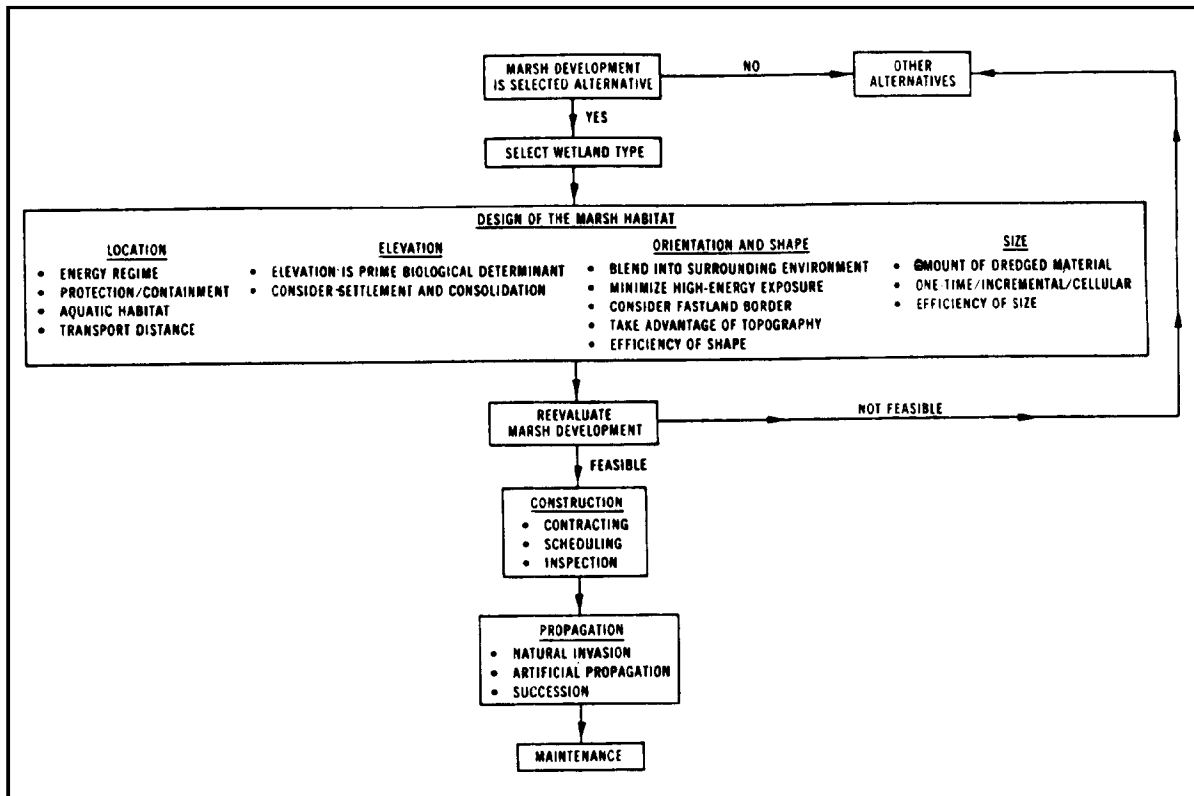 MARSH DEVELOPMENT
IS SELECTED ALTERNATIVE
NO
OTHER
ALTERNATIVES
YES
SELECT WETLAND TYPE
DESIGN OF THE MARSH HABITAT
LOCATION
• ENERGY REGIME
• PROTECTION/CONTAINMENT
• AQUATIC HABITAT
• TRANSPORT DISTANCE
ELEVATION
• ELEVATION IS PRIME BIOLOGICAL DETERMINANT
• CONSIDER SETTLEMENT AND CONSOLIDATION
ORIENTATION AND SHAPE
• BLEND INTO SURROUNDING ENVIRONMENT
• MINIMIZE HIGH-ENERGY EXPOSURE
• CONSIDER FASTLAND BORDER
• TAKE ADVANTAGE OF TOPOGRAPHY
• EFFICIENCY OF SHAPE
SIZE
• AMOUNT OF DREDGED MATERIAL
• ONE-TIME/INCREMENTAL/CELLULAR
• EFFICIENCY OF SIZE
REEVALUATE
MARSH DEVELOPMENT
NOT FEASIBLE
FEASIBLE
CONSTRUCTION
• CONTRACTING
• SCHEDULING
• INSPECTION
PROPAGATION
• NATURAL INVASION
• ARTIFICIAL PROPAGATION
• SUCCESSION
MAINTENANCE